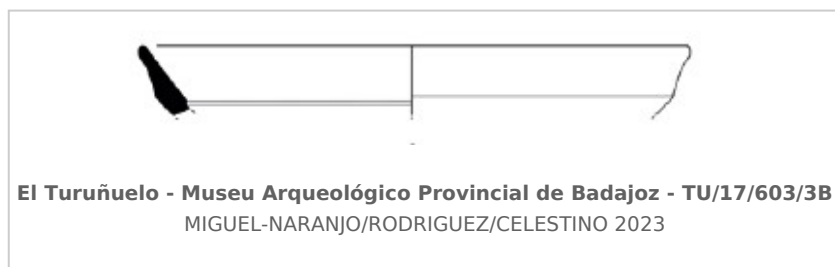 El Turuñuelo - Museu Arqueológico Provincial de Badajoz - TU/17/603/3B
MIGUEL-NARANJO/RODRIGUEZ/CELESTINO 2023